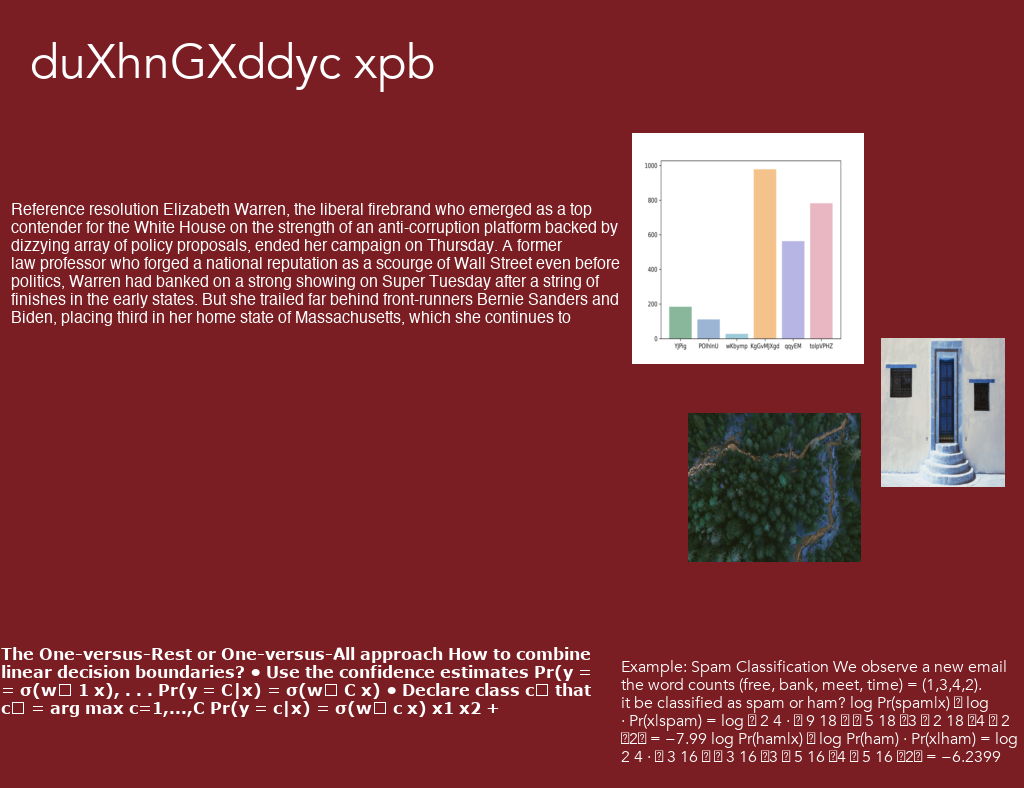 duXhnGXddyc xpb
Reference resolution Elizabeth Warren, the liberal firebrand who emerged as a top
contender for the White House on the strength of an anti-corruption platform backed by
dizzying array of policy proposals, ended her campaign on Thursday. A former
law professor who forged a national reputation as a scourge of Wall Street even before
politics, Warren had banked on a strong showing on Super Tuesday after a string of
finishes in the early states. But she trailed far behind front-runners Bernie Sanders and
Biden, placing third in her home state of Massachusetts, which she continues to
1000
800
600
400
200
0
YJPig POlhInU wKbymp KgGvMJXgd qqyEM tolpVPHZ
The One-versus-Rest or One-versus-All approach How to combine
linear decision boundaries? • Use the confidence estimates Pr(y =
= σ(w 1 x), . . . Pr(y = C|x) = σ(w C x) • Declare class c that
c = arg max c=1,...,C Pr(y = c|x) = σ(w c x) x1 x2 +
Example: Spam Classification We observe a new email
the word counts (free, bank, meet, time) = (1,3,4,2).
it be classified as spam or ham? log Pr(spam|x) log
· Pr(x|spam) = log 2 4 · 9 18 5 18 3 2 18 4 2
2 = −7.99 log Pr(ham|x) log Pr(ham) · Pr(x|ham) = log
2 4 · 3 16 3 16 3 5 16 4 5 16 2 = −6.2399